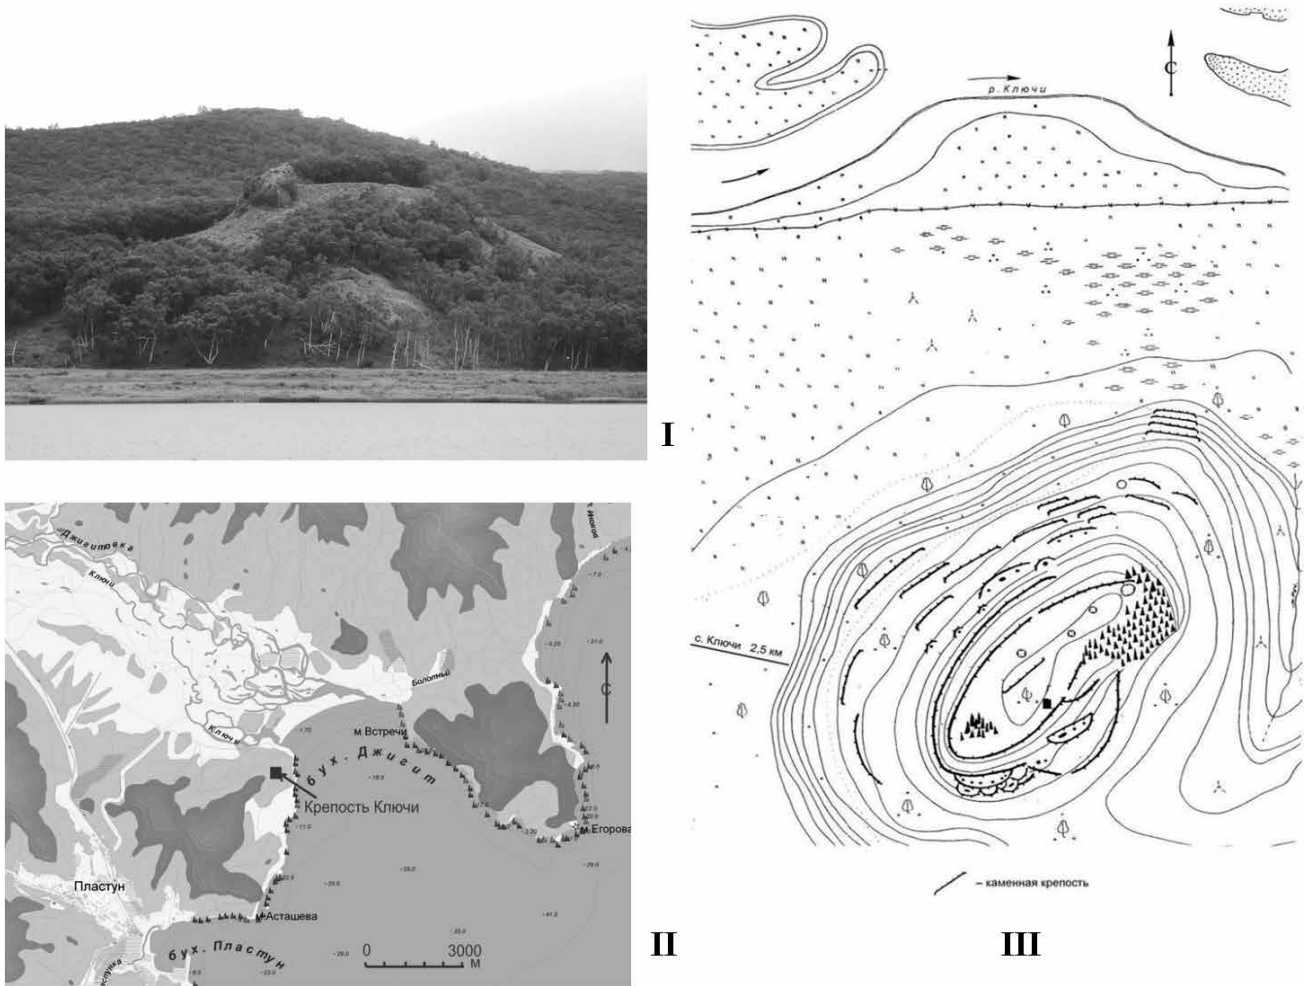 I
Джигитовка
Ключи
Болотный
С
м Встречи
Ключи
бух. Джигит
Крепость Ключи
м.Егорова
Пластун
м.Асташева
бух. Пластун
0 3000
м
II
С
р. Ключи
с. Ключи 2,5 км
– каменная крепость
III